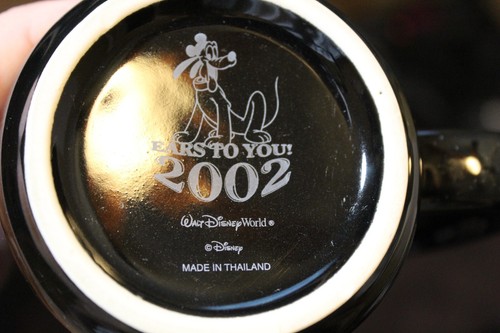 EARS TO YOU!
2002
Walt Disney World ®
© Disney
MADE IN THAILAND